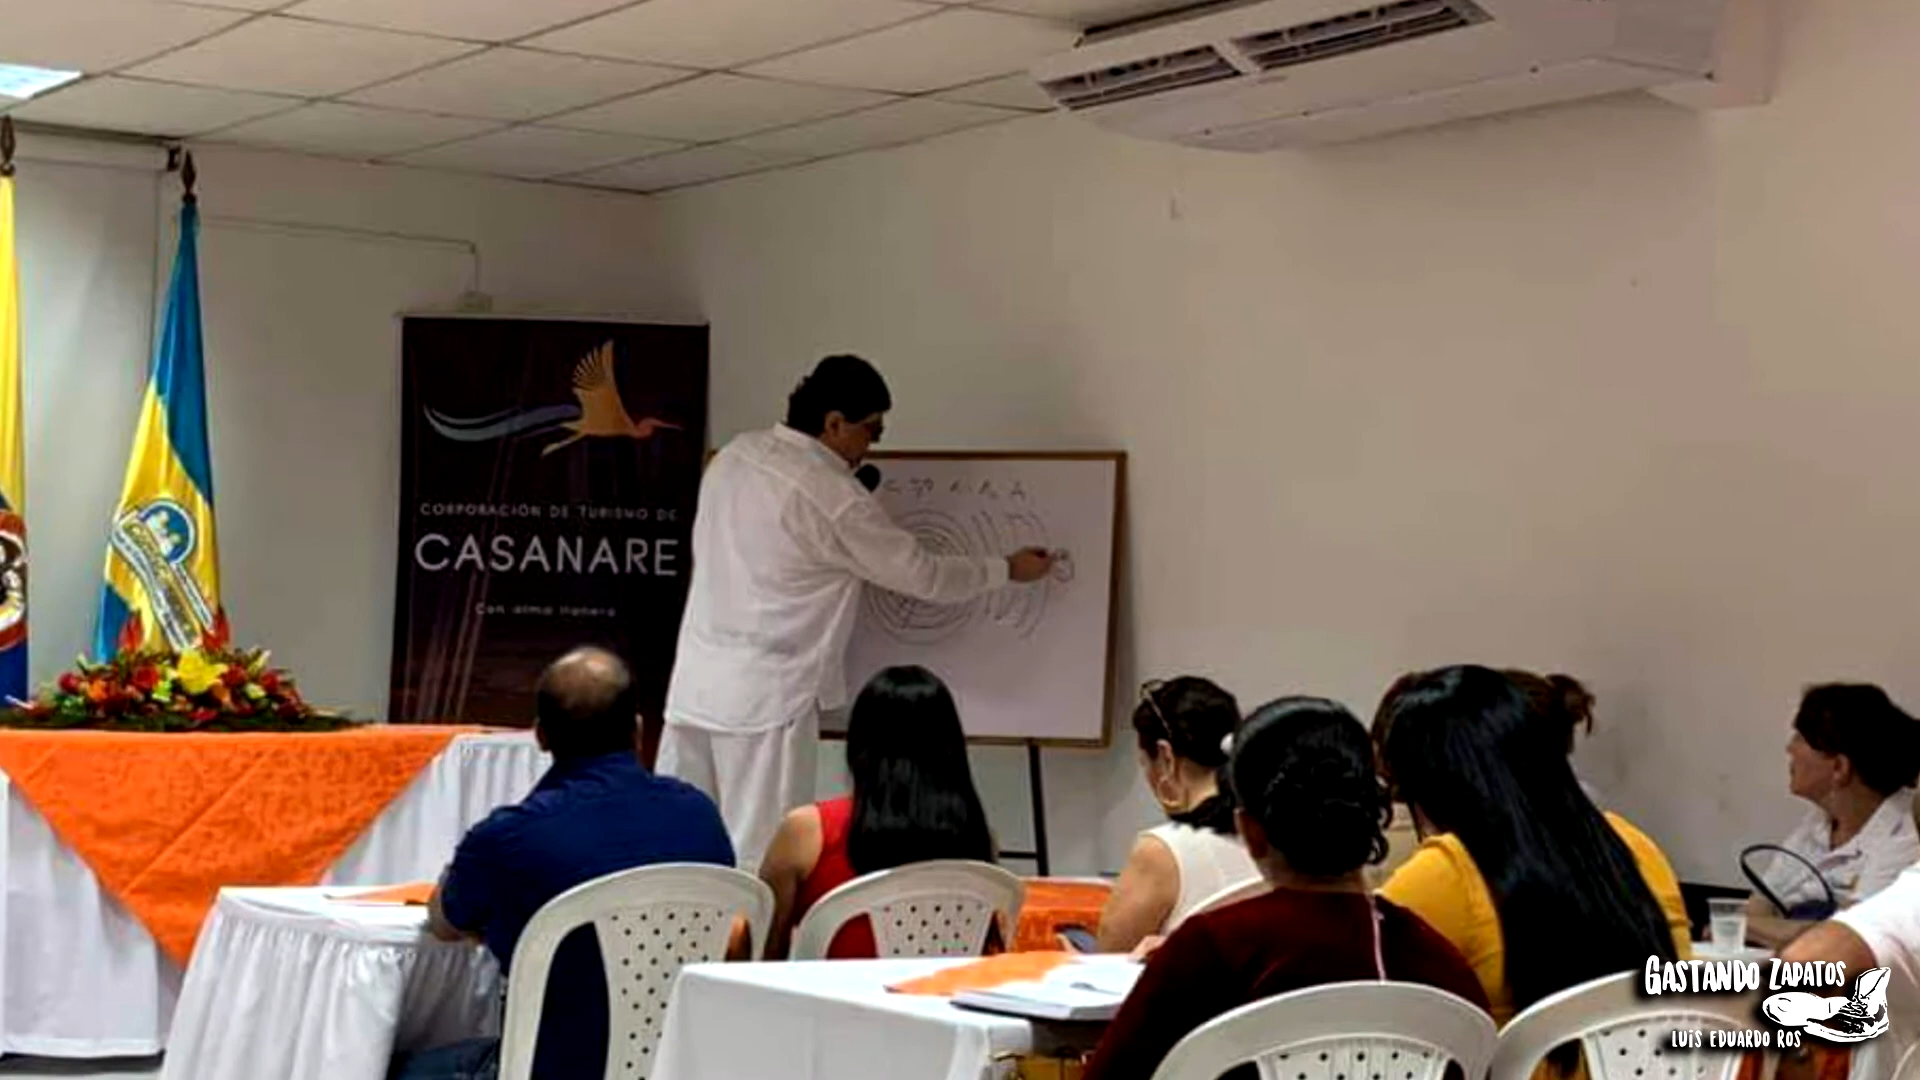 CORPORACIÓN DE TURISMO DE
CASANARE
Con alma llanera
GASTANDO ZAPATOS
LUIS EDUARDO ROS